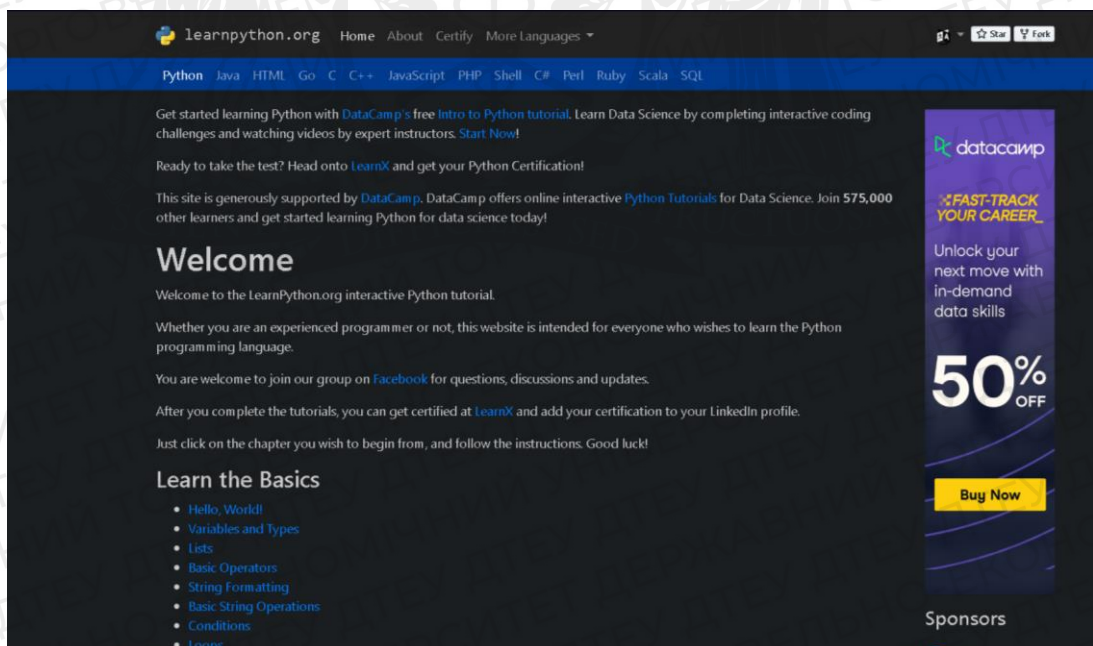 learnpython.org Home About Certify More Languages
Star Fork
Python Java HTML Go C C++ JavaScript PHP Shell C# Perl Ruby Scala SQL
Get started learning Python with DataCamp's free Intro to Python tutorial. Learn Data Science by completing interactive coding
challenges and watching videos by expert instructors. Start Now!
Ready to take the test? Head onto LearnX and get your Python Certification!
This site is generously supported by DataCamp. DataCamp offers online interactive Python Tutorials for Data Science. Join 575,000
other learners and get started learning Python for data science today!
Welcome
Welcome to the LearnPython.org interactive Python tutorial.
Whether you are an experienced programmer or not, this website is intended for everyone who wishes to learn the Python
programming language.
You are welcome to join our group on Facebook for questions, discussions and updates.
After you complete the tutorials, you can get certified at LearnX and add your certification to your LinkedIn profile.
Just click on the chapter you wish to begin from, and follow the instructions. Good luck!
Learn the Basics
Hello, World!
Variables and Types
Lists
Basic Operators
String Formatting
Basic String Operations
Conditions
Loops
datacamp
FAST-TRACK
YOUR CAREER_
Unlock your
next move with
in-demand
data skills
50%
OFF
Buy Now
Sponsors